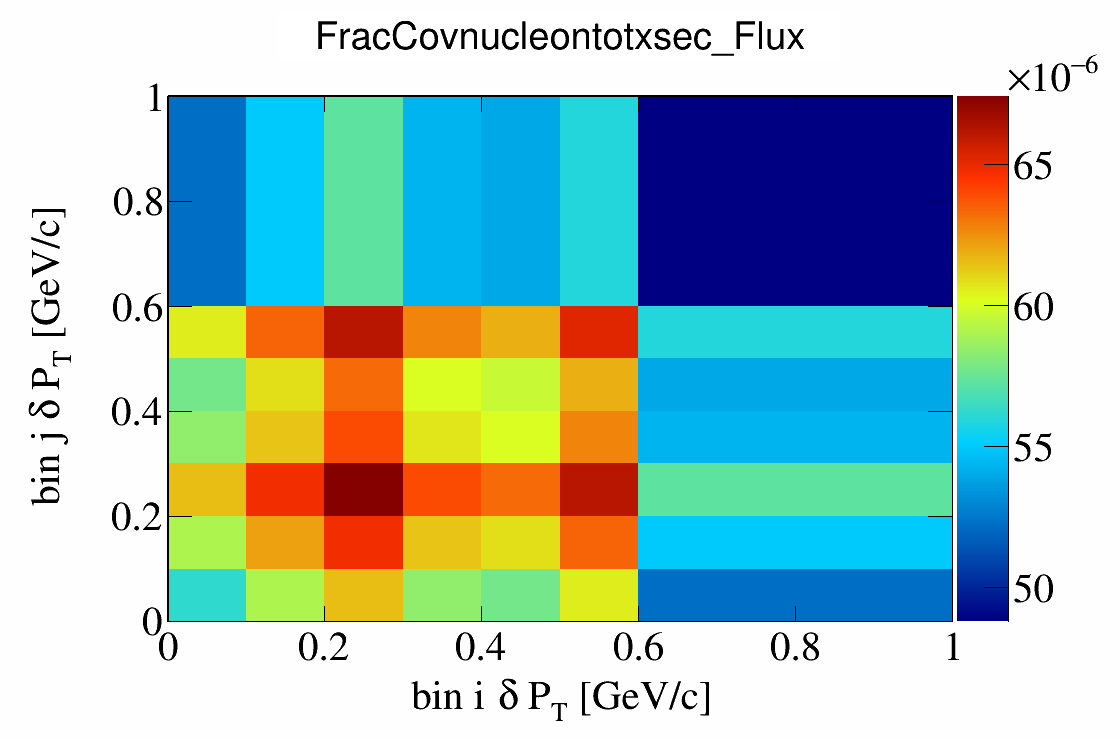 FracCovnucleontotxsec_Flux
×10⁻⁶
1
0.8
0.6
0.4
0.2
0
bin j δ P_T [GeV/c]
0 0.2 0.4 0.6 0.8 1
bin i δ P_T [GeV/c]
65
60
55
50